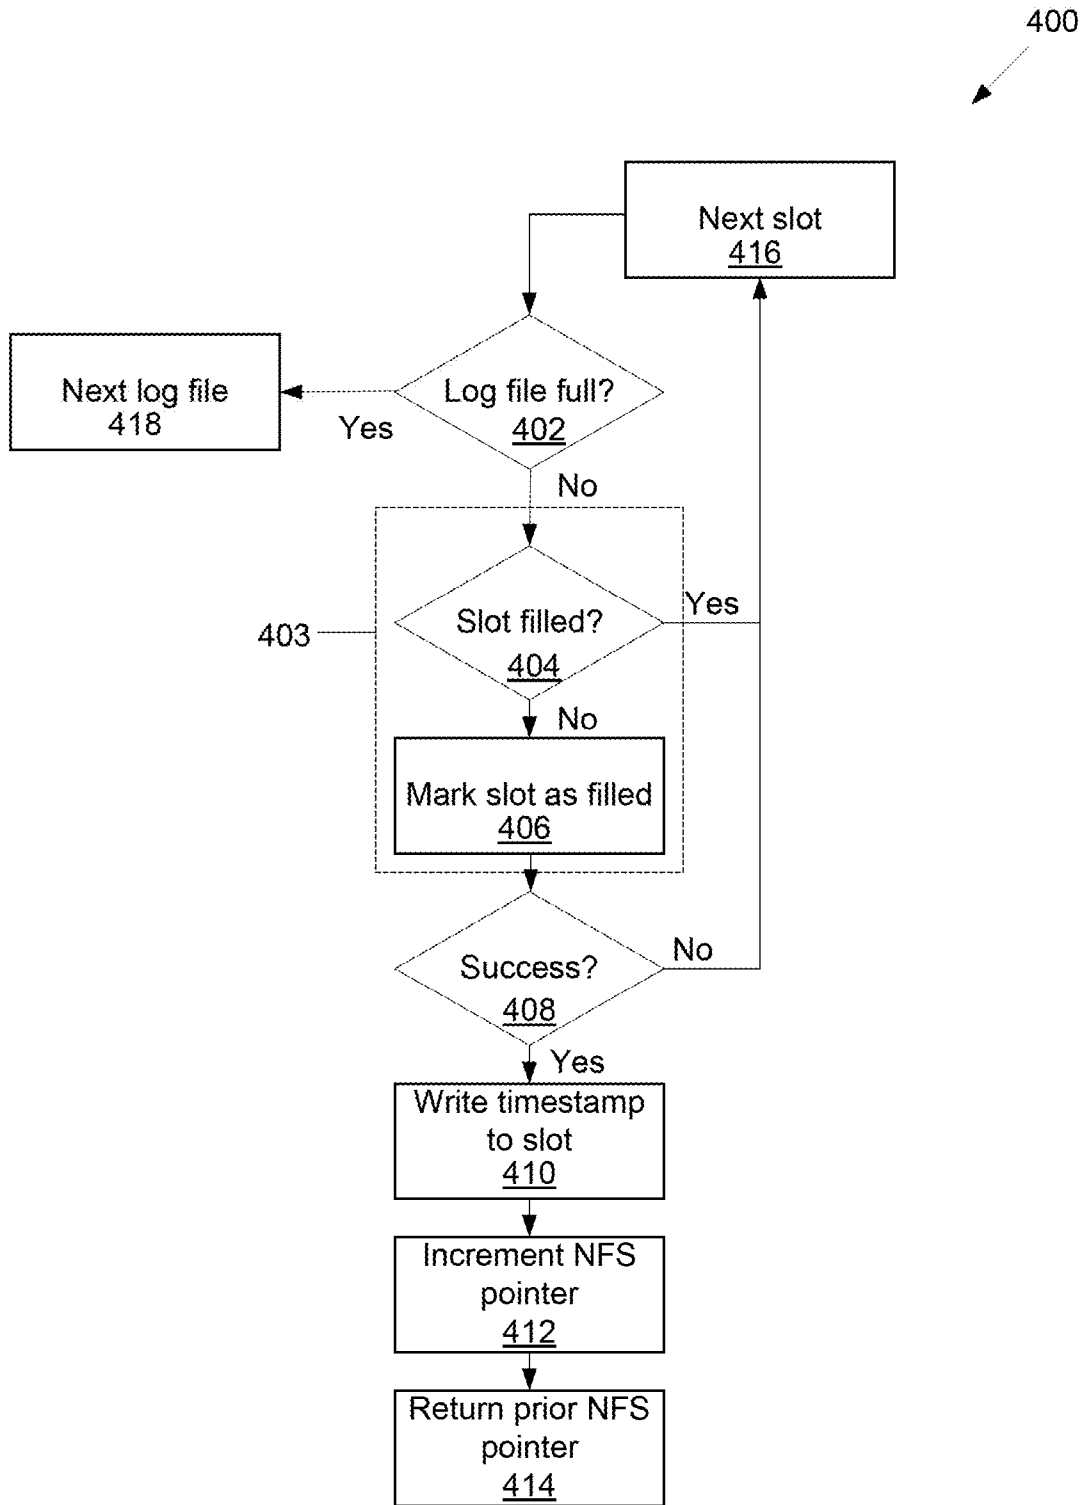 400
Next slot
416
Next log file
418
Log file full?
402
Yes
No
403
Slot filled?
404
Yes
No
Mark slot as filled
406
Success?
408
No
Yes
Write timestamp
to slot
410
Increment NFS
pointer
412
Return prior NFS
pointer
414